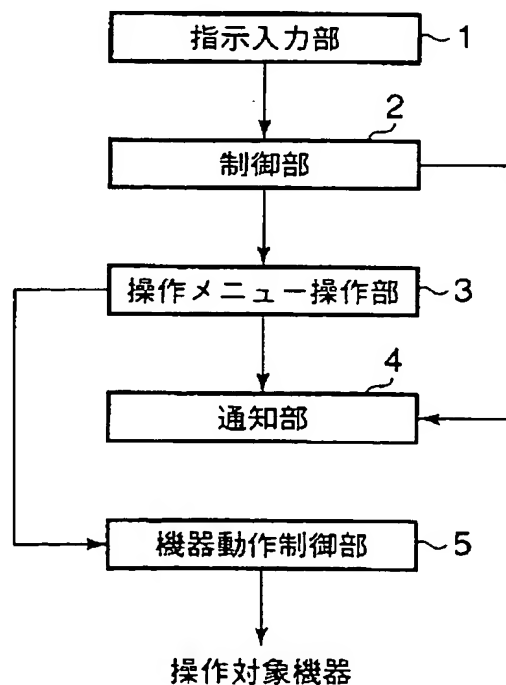 指示入力部 1
2
制御部
操作メニュー操作部 3
4
通知部
機器動作制御部 5
操作対象機器